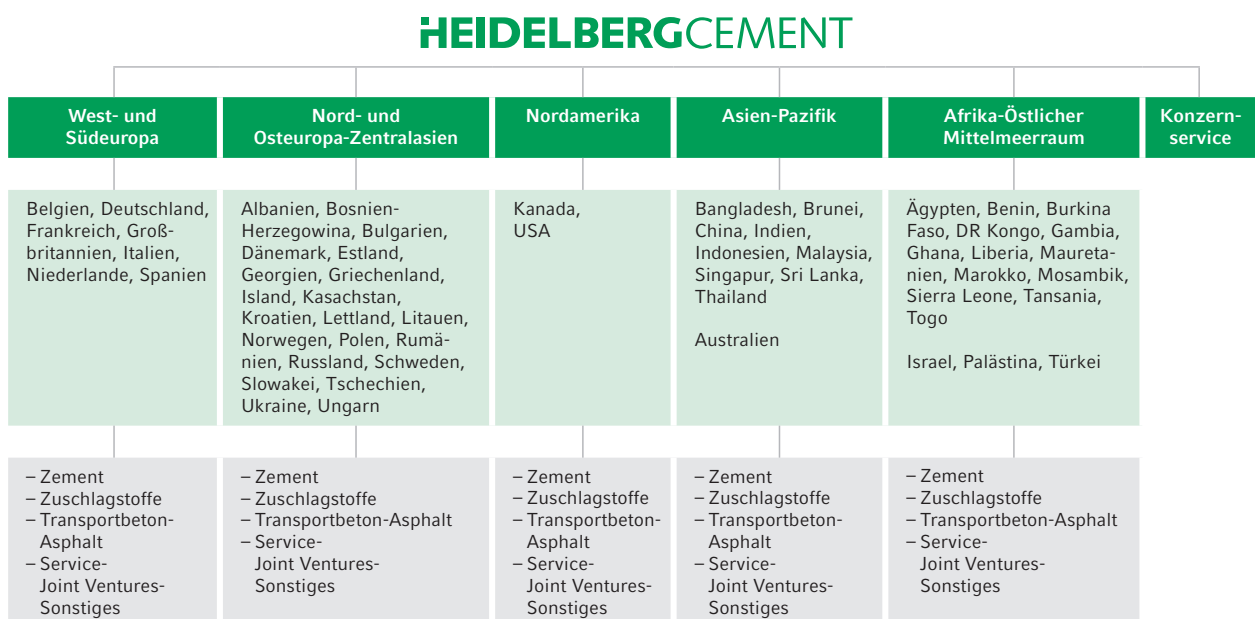 HEIDELBERGCEMENT
West- und
Südeuropa
Nord- und
Osteuropa-Zentralasien
Nordamerika
Asien-Pazifik
Afrika-Östlicher
Mittelmeerraum
Konzern-
service
Belgien, Deutschland,
Frankreich, Groß-
britannien, Italien,
Niederlande, Spanien
Albanien, Bosnien-
Herzegowina, Bulgarien,
Dänemark, Estland,
Georgien, Griechenland,
Island, Kasachstan,
Kroatien, Lettland, Litauen,
Norwegen, Polen, Rumä-
nien, Russland, Schweden,
Slowakei, Tschechien,
Ukraine, Ungarn
Kanada,
USA
Bangladesh, Brunei,
China, Indien,
Indonesien, Malaysia,
Singapur, Sri Lanka,
Thailand
Australien
Ägypten, Benin, Burkina
Faso, DR Kongo, Gambia,
Ghana, Liberia, Maureta-
nien, Marokko, Mosambik,
Sierra Leone, Tansania,
Togo
Israel, Palästina, Türkei
– Zement
– Zuschlagstoffe
– Transportbeton-
Asphalt
– Service-
Joint Ventures-
Sonstiges
– Zement
– Zuschlagstoffe
– Transportbeton-Asphalt
– Service-
Joint Ventures-
Sonstiges
– Zement
– Zuschlagstoffe
– Transportbeton-
Asphalt
– Service-
Joint Ventures-
Sonstiges
– Zement
– Zuschlagstoffe
– Transportbeton-
Asphalt
– Service-
Joint Ventures-
Sonstiges
– Zement
– Zuschlagstoffe
– Transportbeton-Asphalt
– Service-
Joint Ventures-
Sonstiges